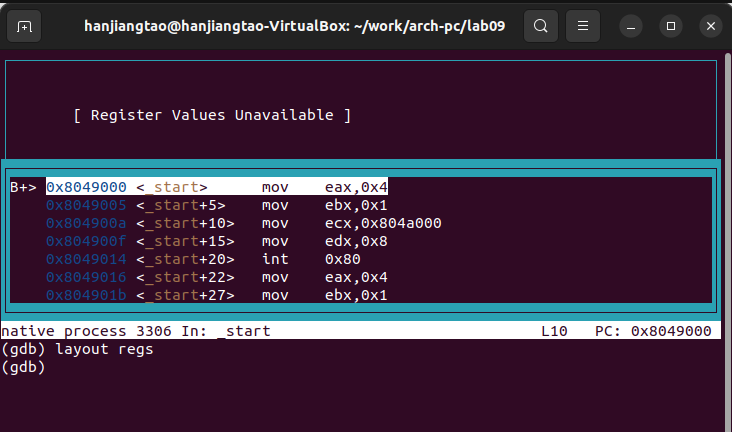 hanjiangtao@hanjiangtao-VirtualBox: ~/work/arch-pc/lab09
[ Register Values Unavailable ]
B+> 0x8049000 <_start>      mov    eax,0x4
    0x8049005 <_start+5>    mov    ebx,0x1
    0x804900a <_start+10>   mov    ecx,0x804a000
    0x804900f <_start+15>   mov    edx,0x8
    0x8049014 <_start+20>   int    0x80
    0x8049016 <_start+22>   mov    eax,0x4
    0x804901b <_start+27>   mov    ebx,0x1
native process 3306 In: _start                              L10   PC: 0x8049000
(gdb) layout regs
(gdb)